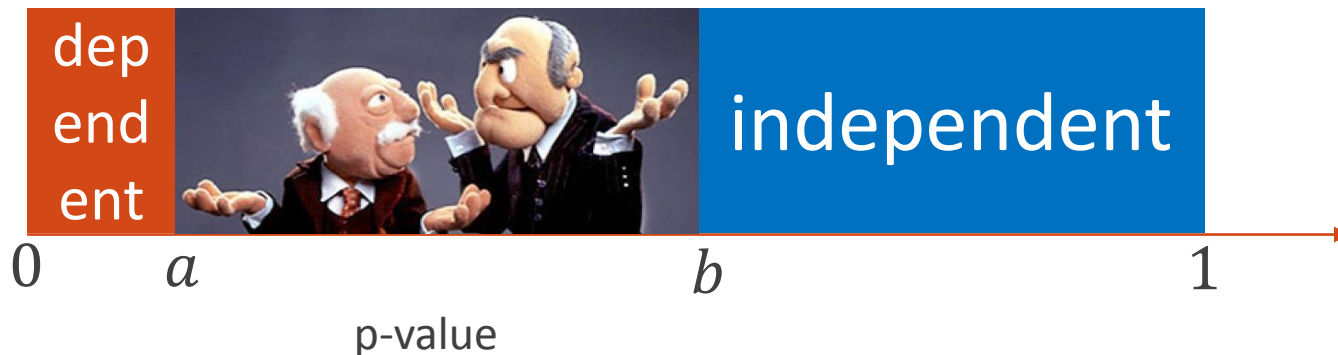 dep
end
ent
independent
0
a
b
1
p-value